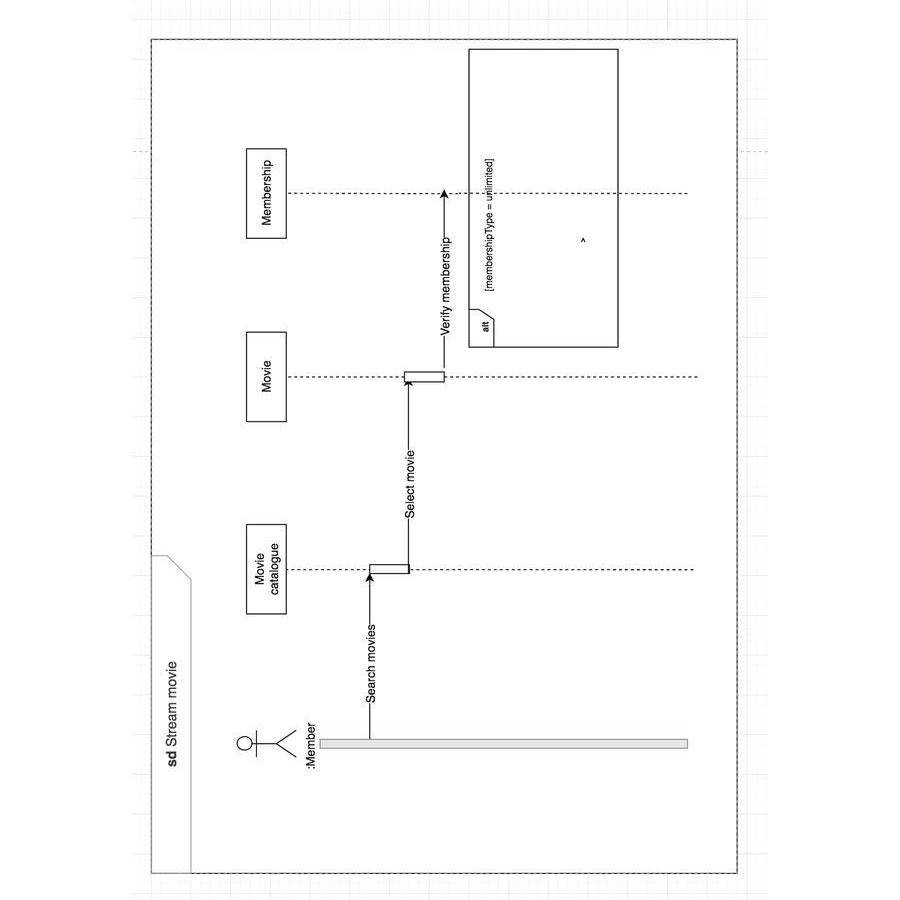 sd Stream movie
:Member
Movie
catalogue
Movie
Membership
Search movies
Select movie
Verify membership
alt
[membershipType = unlimited]